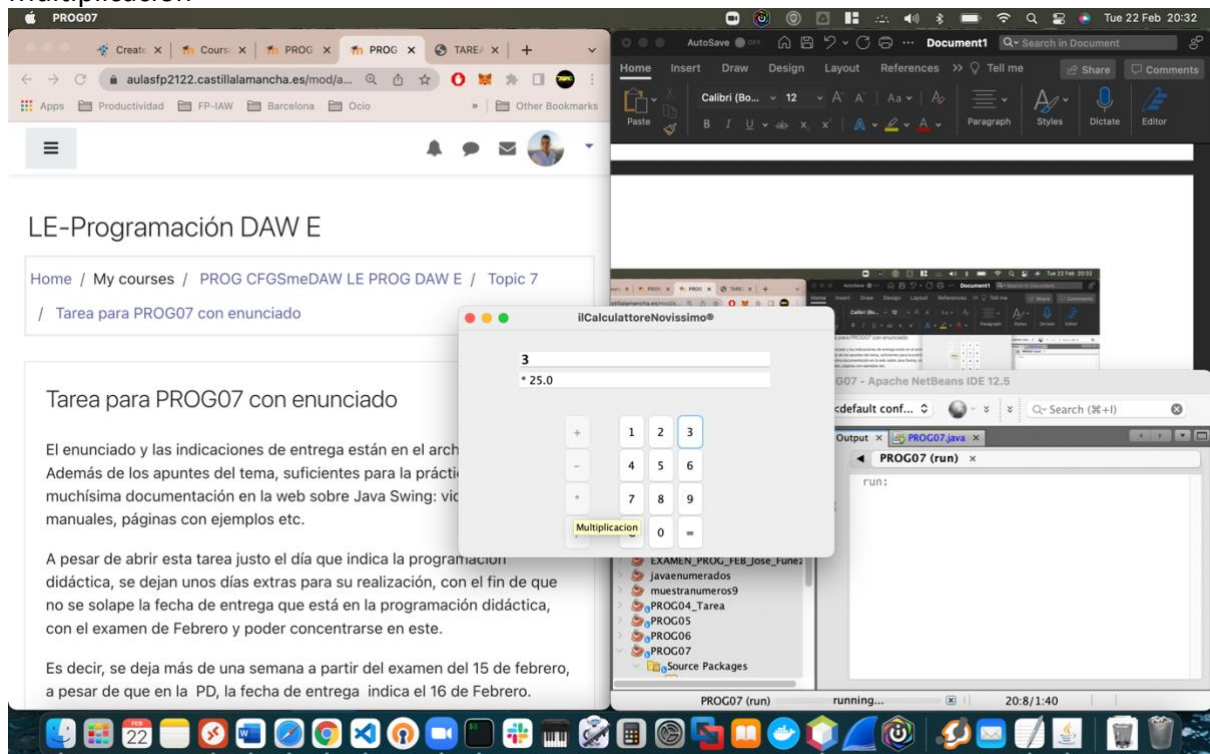 Multiplicación
PROG07
Tue 22 Feb 20:32
Create
Cours
PROG
PROG
TAREA
aulasfp2122.castillalamancha.es/mod/a...
Apps Productividad FP-IAW Barcelona Ocio » Other Bookmarks
AutoSave OFF ... Document1 Search in Document
Home Insert Draw Design Layout References >> Tell me Share Comments
Paste
Calibri (Bo... 12
B I U
Paragraph
Styles
Dictate
Editor
LE-Programación DAW E
Home / My courses / PROG CFGSmeDAW LE PROG DAW E / Topic 7
/ Tarea para PROG07 con enunciado
Tarea para PROG07 con enunciado
El enunciado y las indicaciones de entrega están en el arch
Además de los apuntes del tema, suficientes para la prácti
muchísima documentación en la web sobre Java Swing: vid
manuales, páginas con ejemplos etc.
A pesar de abrir esta tarea justo el día que indica la programación
didáctica, se dejan unos días extras para su realización, con el fin de que
no se solape la fecha de entrega que está en la programación didáctica,
con el examen de Febrero y poder concentrarse en este.
Es decir, se deja más de una semana a partir del examen del 15 de febrero,
a pesar de que en la PD, la fecha de entrega indica el 16 de Febrero.
ilCalculattoreNovissimo®
3
* 25.0
+ 1 2 3
- 4 5 6
* 7 8 9
0 =
Multiplicacion
G07 - Apache NetBeans IDE 12.5
<default conf...
Search (⌘+I)
Output
PROG07.java
PROG07 (run)
run:
EXAMEN_PROG_FEB_Jose_Funez
javaenumerados
muestranumeros9
PROG04_Tarea
PROG05
PROG06
PROG07
Source Packages
PROG07 (run) running... 20:8/1:40
FEB
22